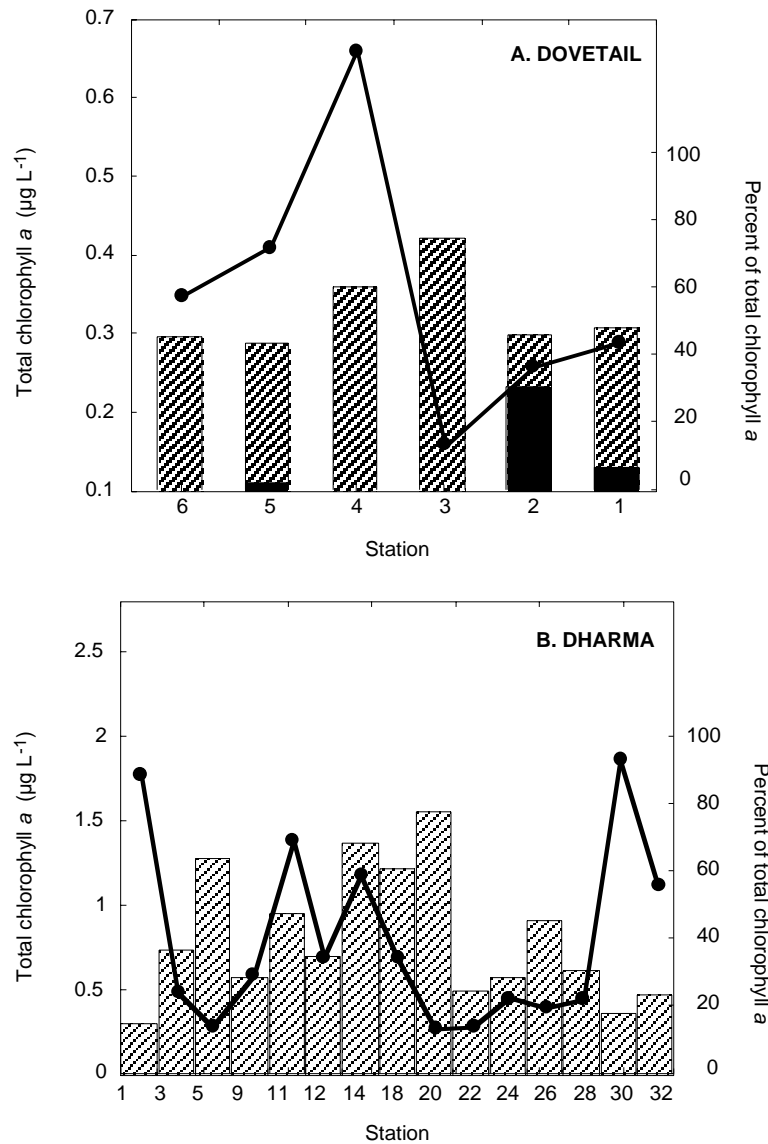 A. DOVETAIL
Total chlorophyll a (µg L-1)
0.7
0.6
0.5
0.4
0.3
0.2
0.1
100
80
60
40
20
0
Percent of total chlorophyll a
6 5 4 3 2 1
Station
B. DHARMA
Total chlorophyll a (µg L-1)
2.5
2
1.5
1
0.5
0
100
80
60
40
20
0
Percent of total chlorophyll a
1 3 5 9 11 12 14 18 20 22 24 26 28 30 32
Station